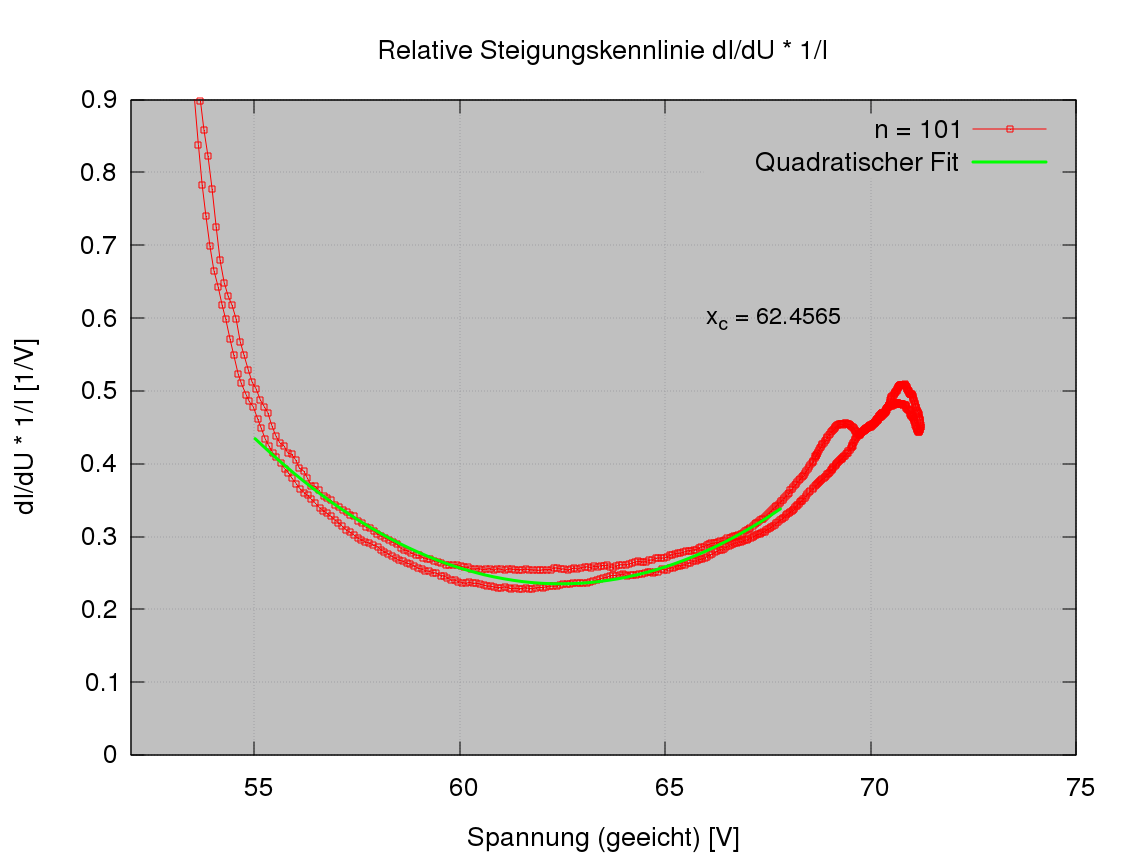 Relative Steigungskennlinie dI/dU * 1/I
n = 101
Quadratischer Fit
x_c = 62.4565
dI/dU * 1/I [1/V]
0.9
0.8
0.7
0.6
0.5
0.4
0.3
0.2
0.1
0
55
60
65
70
75
Spannung (geeicht) [V]